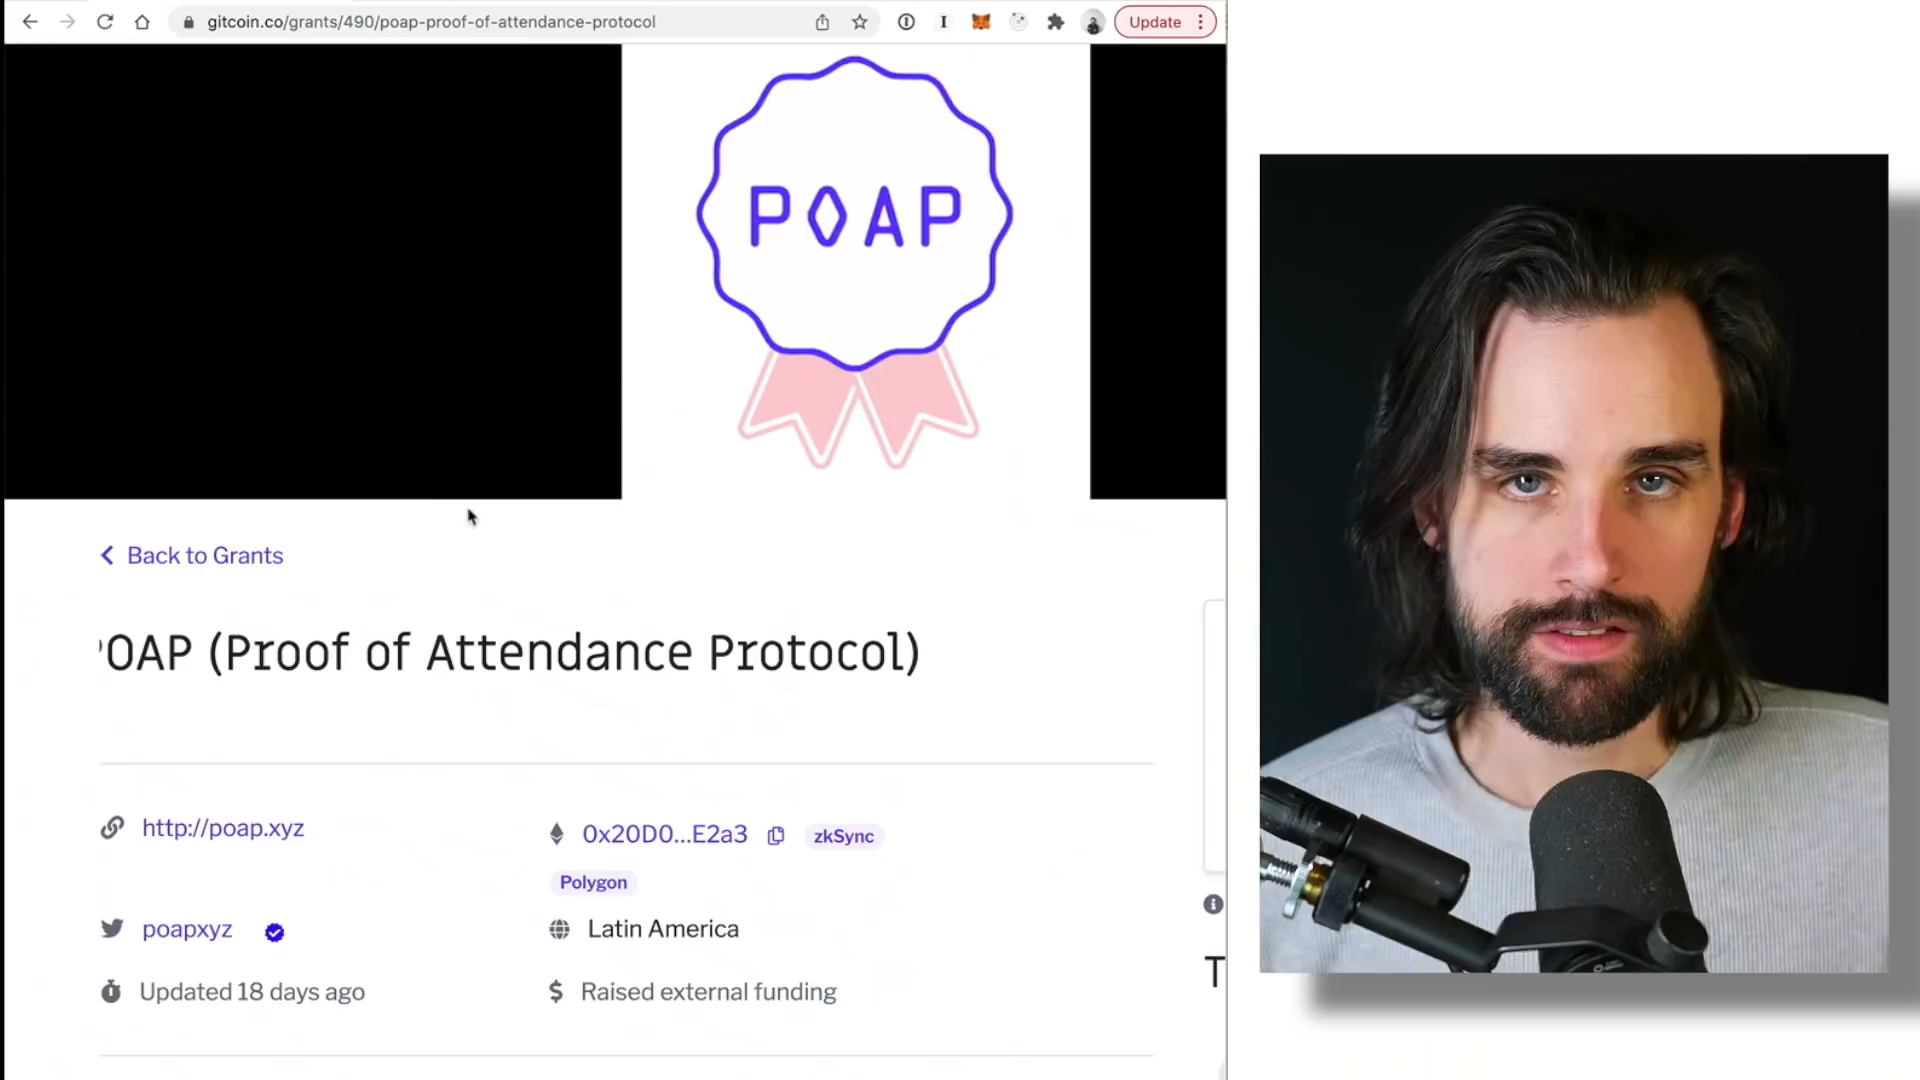 gitcoin.co/grants/490/poap-proof-of-attendance-protocol
Update
POAP
Back to Grants
OAP (Proof of Attendance Protocol)
http://poap.xyz
0x20D0...E2a3
zkSync
Polygon
poapxyz
Latin America
Updated 18 days ago
$ Raised external funding
T